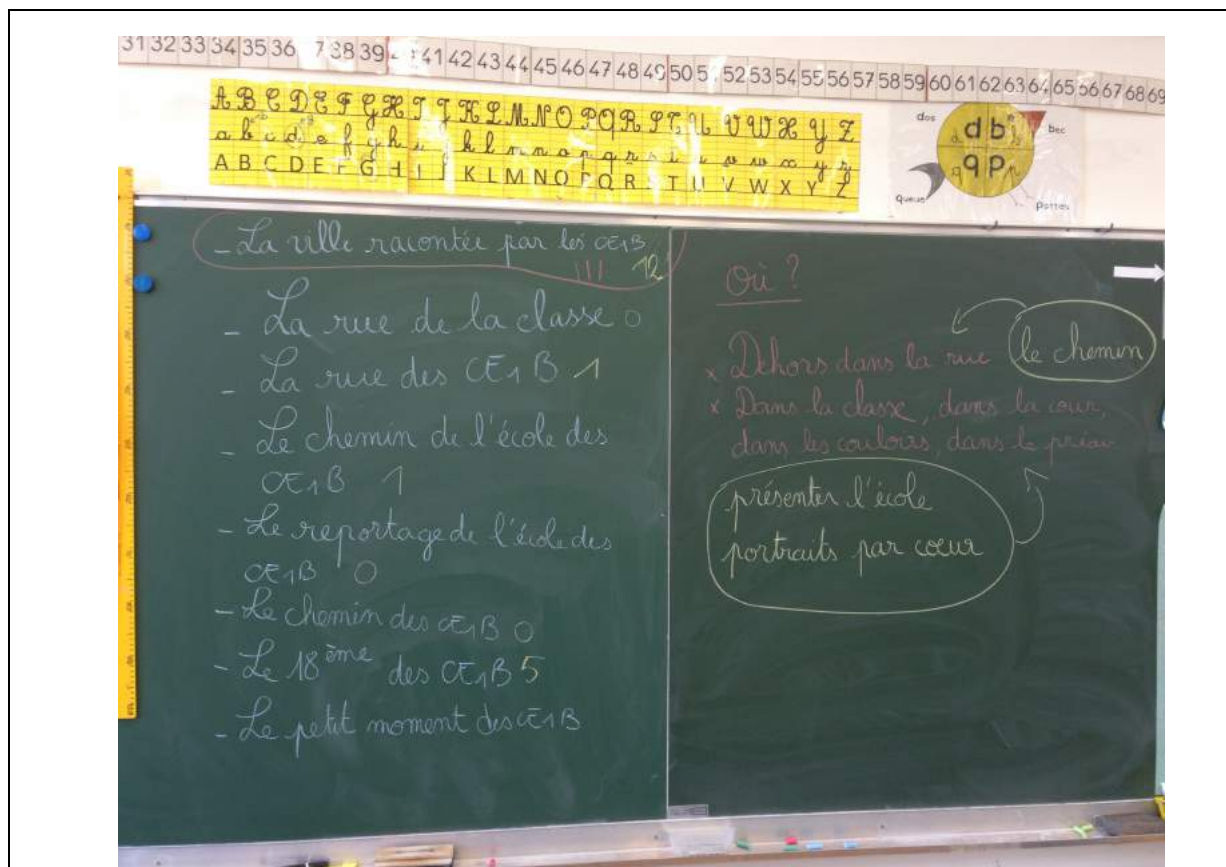 31 32 33 34 35 36 7 38 39 41 42 43 44 45 46 47 48 49 50 52 53 54 55 56 57 58 59 60 61 62 63 64 65 66 67 68 69
A B C D E F G H I J K L M N O P Q R S T U V W X Y Z
a b c d e f g h i k l m n o p q r s i u v w x y z
A B C D E F G H I J K L M N O P Q R S T U V W X Y Z
dos
d b
bec
q p
queue
pattes
- La ville racontée par les CE1B
III 12
- La rue de la classe 0
- La rue des CE1B 1
- Le chemin de l'école des
CE1B 1
- Le reportage de l'école des
CE1B 0
- Le chemin des CE1B 0
- Le 18ème des CE1B 5
- Le petit moment des CE1B
Où ?
x Dehors dans la rue
le chemin
x Dans la classe, dans la cour,
dans les couloirs, dans le préau
présenter l'école
portraits par coeur